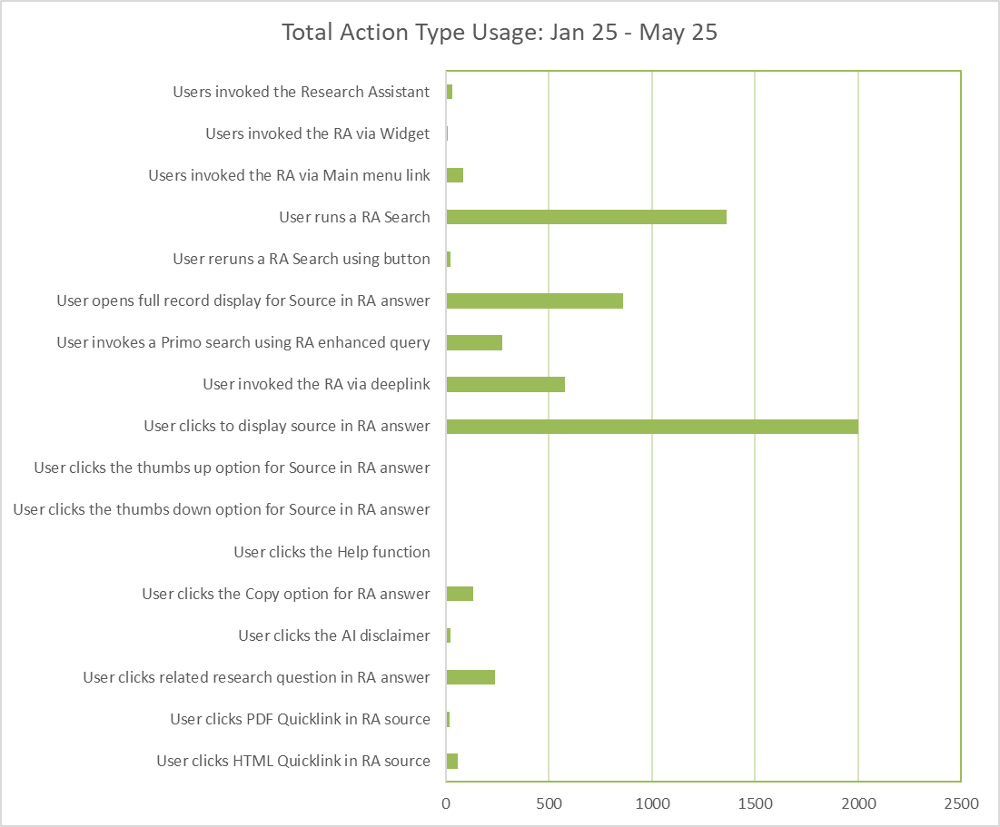 Total Action Type Usage: Jan 25 - May 25
Users invoked the Research Assistant
Users invoked the RA via Widget
Users invoked the RA via Main menu link
User runs a RA Search
User reruns a RA Search using button
User opens full record display for Source in RA answer
User invokes a Primo search using RA enhanced query
User invoked the RA via deeplink
User clicks to display source in RA answer
User clicks the thumbs up option for Source in RA answer
User clicks the thumbs down option for Source in RA answer
User clicks the Help function
User clicks the Copy option for RA answer
User clicks the AI disclaimer
User clicks related research question in RA answer
User clicks PDF Quicklink in RA source
User clicks HTML Quicklink in RA source
0 500 1000 1500 2000 2500